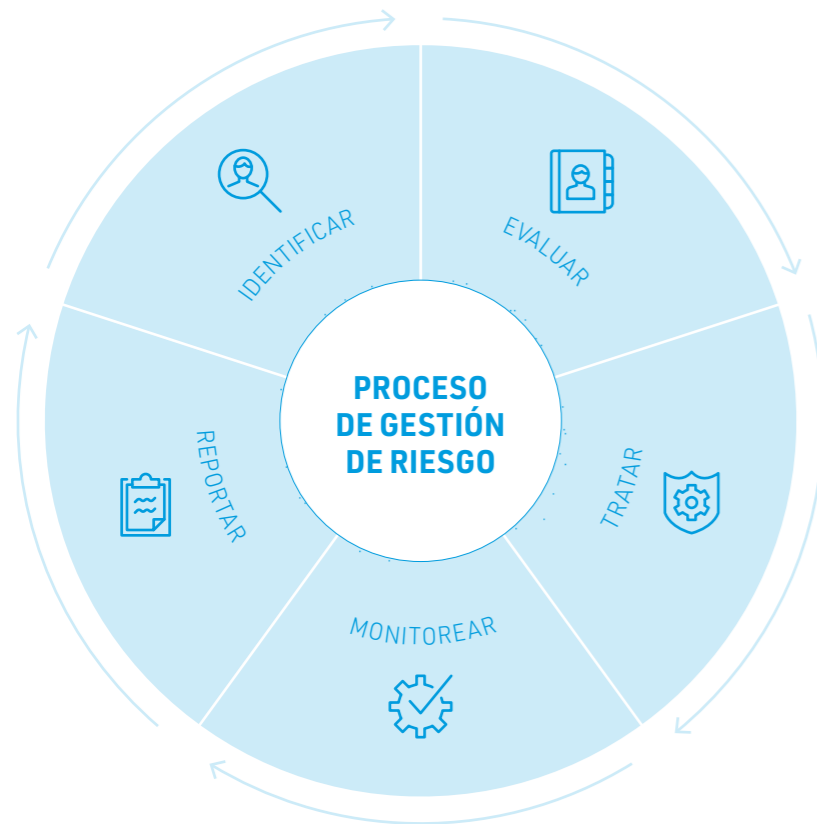 IDENTIFICAR
EVALUAR
PROCESO
DE GESTIÓN
DE RIESGO
REPORTAR
TRATAR
MONITOREAR